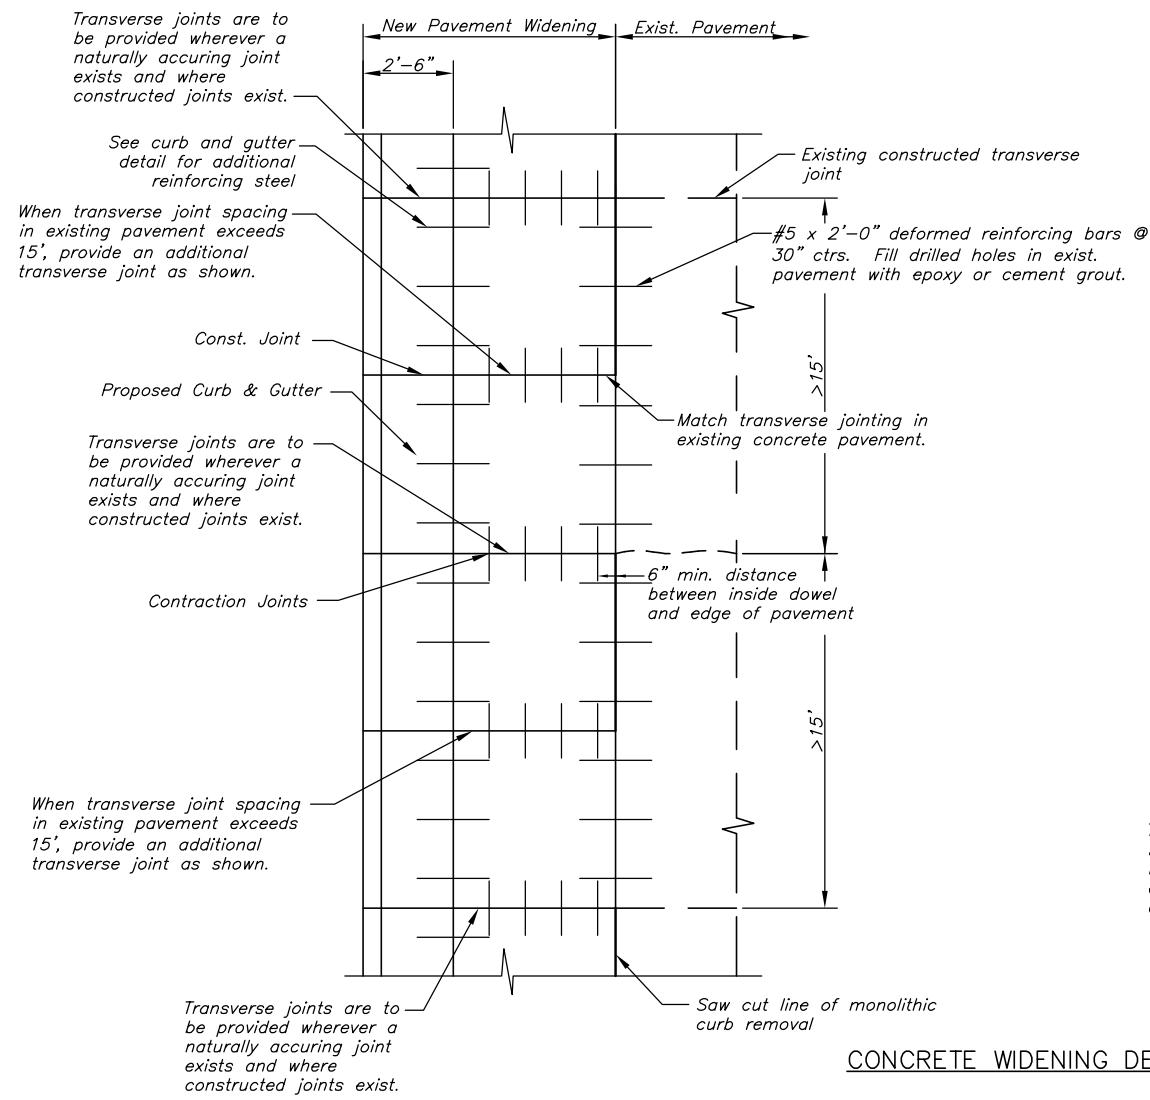 Transverse joints are to
be provided wherever a
naturally accuring joint
exists and where
constructed joints exist.
New Pavement Widening
Exist. Pavement
2'-6"
See curb and gutter
detail for additional
reinforcing steel
Existing constructed transverse
joint
When transverse joint spacing
in existing pavement exceeds
15', provide an additional
transverse joint as shown.
#5 x 2'-0" deformed reinforcing bars @
30" ctrs. Fill drilled holes in exist.
pavement with epoxy or cement grout.
Const. Joint
>15'
Proposed Curb & Gutter
Match transverse jointing in
existing concrete pavement.
Transverse joints are to
be provided wherever a
naturally accuring joint
exists and where
constructed joints exist.
6" min. distance
between inside dowel
and edge of pavement
Contraction Joints
>15'
When transverse joint spacing
in existing pavement exceeds
15', provide an additional
transverse joint as shown.
Transverse joints are to
be provided wherever a
naturally accuring joint
exists and where
constructed joints exist.
Saw cut line of monolithic
curb removal
CONCRETE WIDENING DE